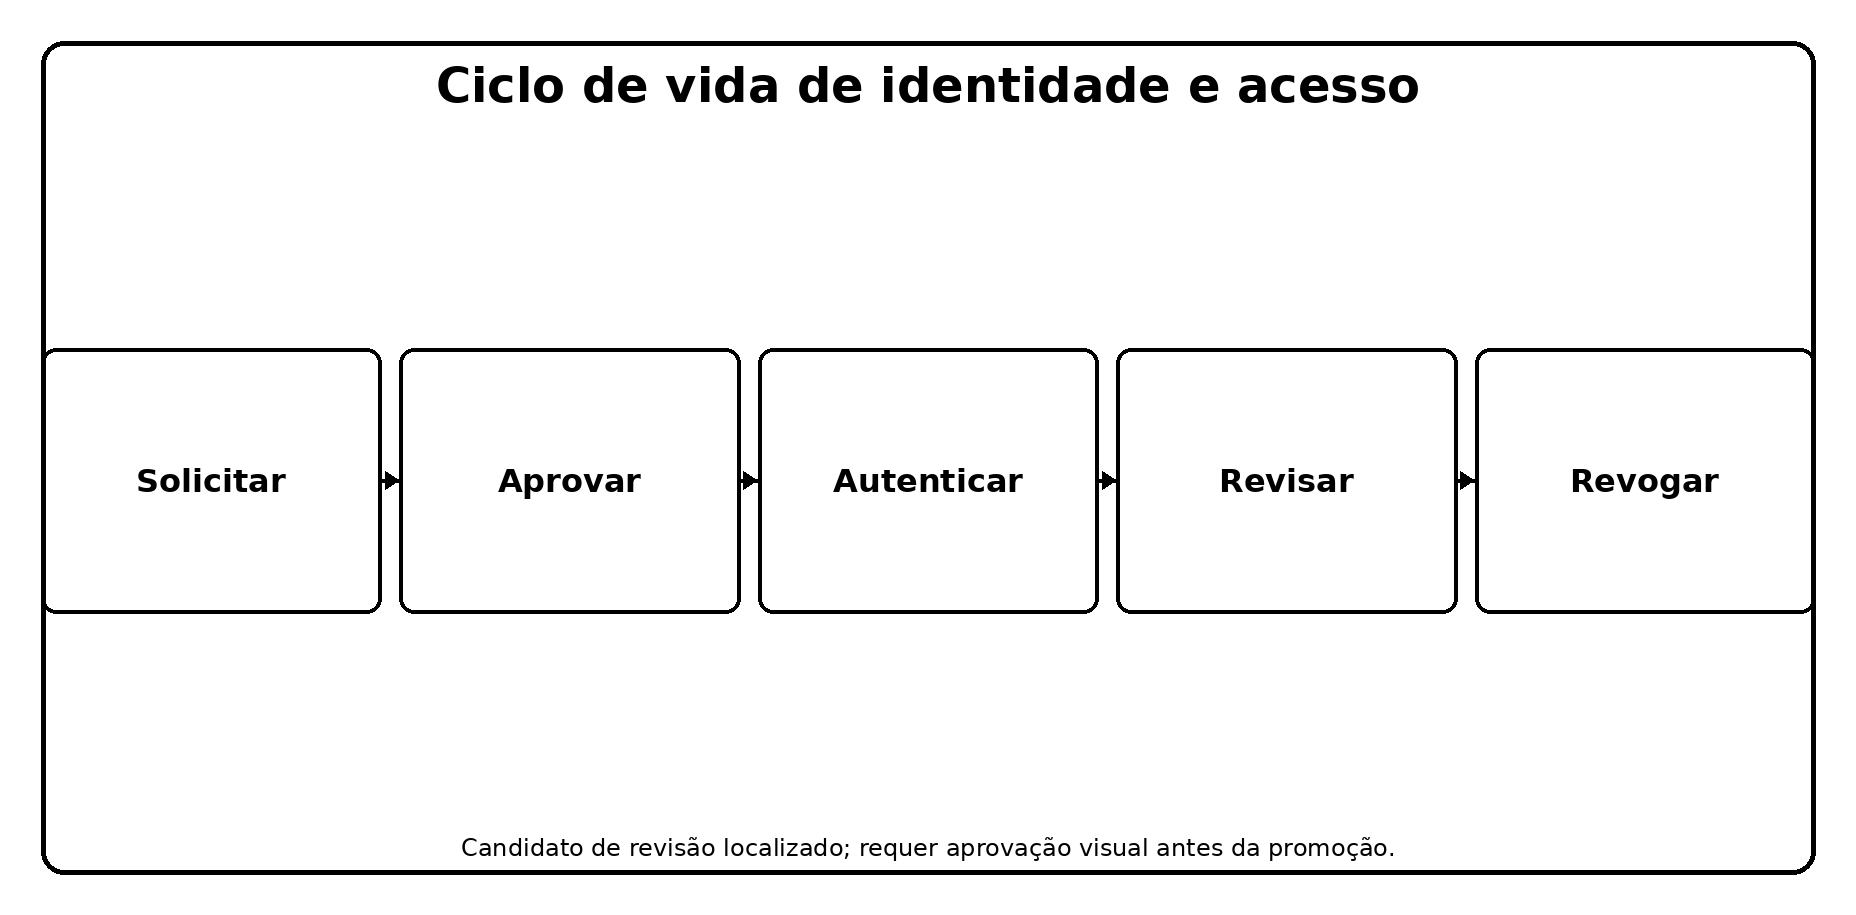 Ciclo de vida de identidade e acesso
Solicitar
Aprovar
Autenticar
Revisar
Revogar
Candidato de revisão localizado; requer aprovação visual antes da promoção.